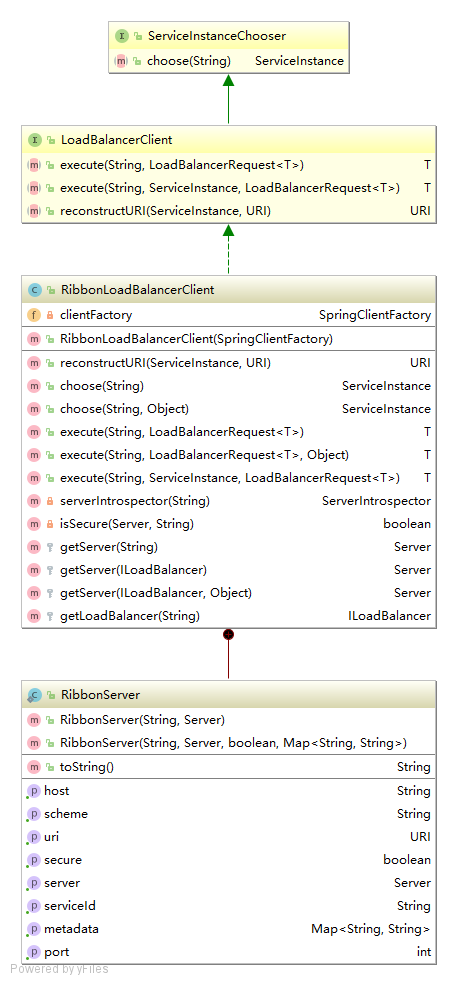 ServiceInstanceChooser
choose(String) ServiceInstance
LoadBalancerClient
execute(String, LoadBalancerRequest<T>) T
execute(String, ServiceInstance, LoadBalancerRequest<T>) T
reconstructURI(ServiceInstance, URI) URI
RibbonLoadBalancerClient
clientFactory SpringClientFactory
RibbonLoadBalancerClient(SpringClientFactory)
reconstructURI(ServiceInstance, URI) URI
choose(String) ServiceInstance
choose(String, Object) ServiceInstance
execute(String, LoadBalancerRequest<T>) T
execute(String, LoadBalancerRequest<T>, Object) T
execute(String, ServiceInstance, LoadBalancerRequest<T>) T
serverIntrospector(String) ServerIntrospector
isSecure(Server, String) boolean
getServer(String) Server
getServer(ILoadBalancer) Server
getServer(ILoadBalancer, Object) Server
getLoadBalancer(String) ILoadBalancer
RibbonServer
RibbonServer(String, Server)
RibbonServer(String, Server, boolean, Map<String, String>)
toString() String
host String
scheme String
uri URI
secure boolean
server Server
serviceId String
metadata Map<String, String>
port int
Powered by yFiles